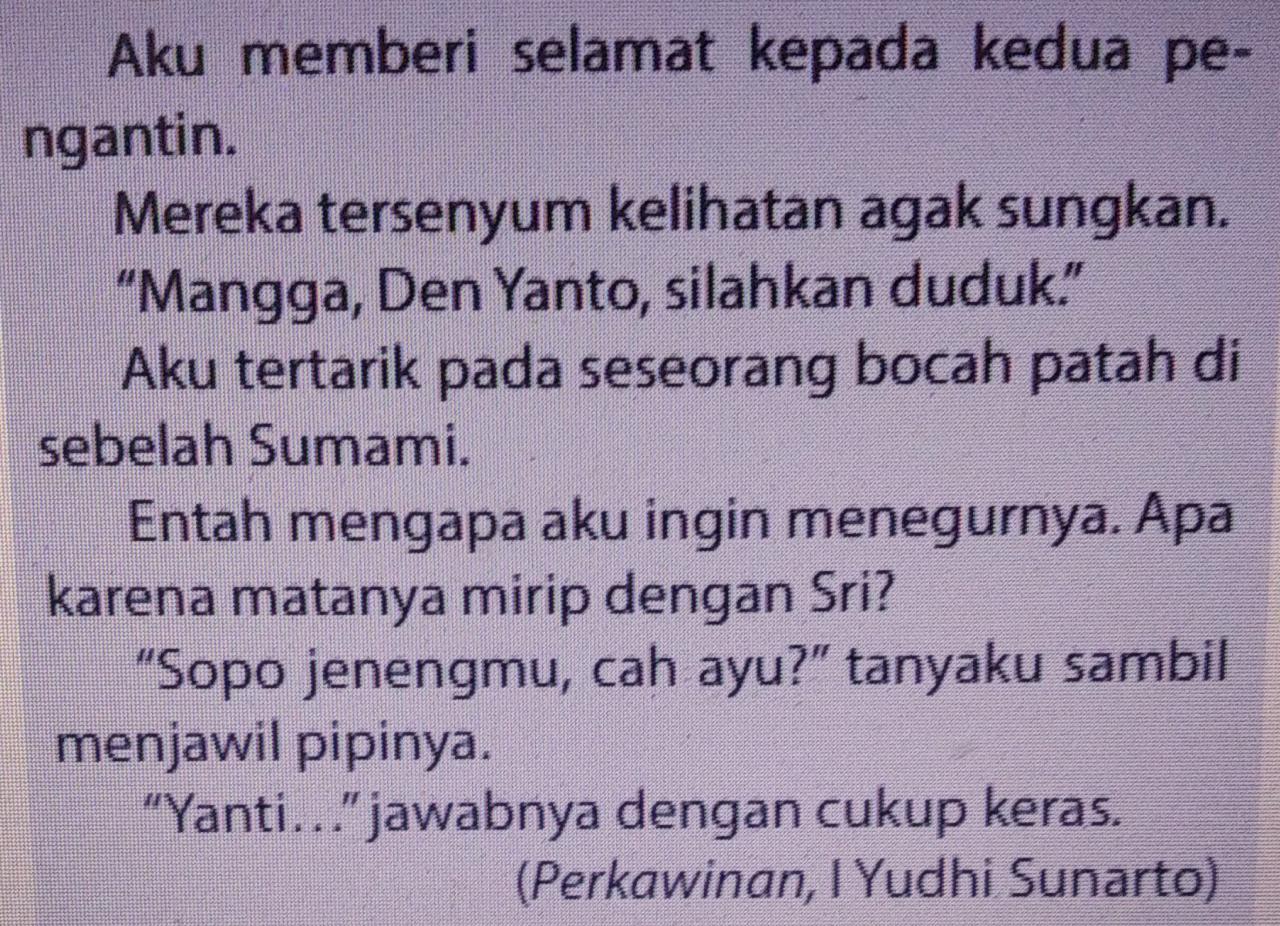 Aku memberi selamat kepada kedua pe-
ngantin.
Mereka tersenyum kelihatan agak sungkan.
“Mangga, Den Yanto, silahkan duduk.”
Aku tertarik pada seseorang bocah patah di
sebelah Sumami.
Entah mengapa aku ingin menegurnya. Apa
karena matanya mirip dengan Sri?
“Sopo jenengmu, cah ayu?” tanyaku sambil
menjawil pipinya.
“Yanti...” jawabnya dengan cukup keras.
(Perkawinan, I Yudhi Sunarto)